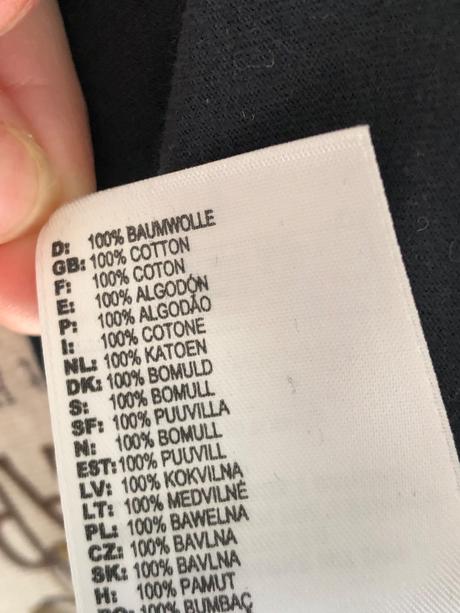 D: 100% BAUMWOLLE
GB: 100% COTTON
F: 100% COTON
E: 100% ALGODÓN
P: 100% ALGODÃO
I: 100% COTONE
NL: 100% KATOEN
DK: 100% BOMULD
S: 100% BOMULL
SF: 100% PUUVILLA
N: 100% BOMULL
EST: 100% PUUVILL
LV: 100% KOKVILNA
LT: 100% MEDVILNĖ
PL: 100% BAWEŁNA
CZ: 100% BAVLNA
SK: 100% BAVLNA
H: 100% PAMUT
100% BUMBAC